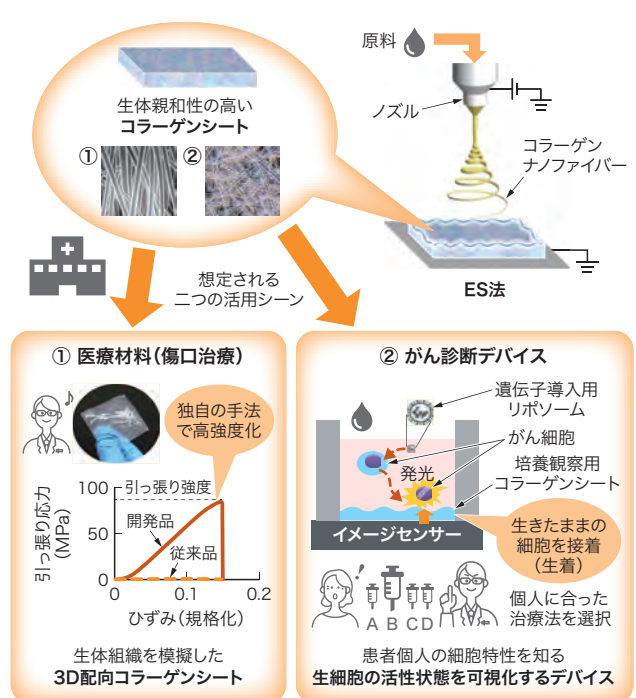 原料
ノズル
コラーゲン
ナノファイバー
ES法
生体親和性の高い
コラーゲンシート
① ②
想定される
二つの活用シーン
① 医療材料(傷口治療)
独自の手法
で高強度化
引っ張り応力
(MPa)
100
50
0
引っ張り強度
開発品
従来品
0 0.1 0.2
ひずみ(規格化)
生体組織を模擬した
3D配向コラーゲンシート
② がん診断デバイス
遺伝子導入用
リポソーム
がん細胞
発光
培養観察用
コラーゲンシート
イメージセンサー
生きたままの
細胞を接着
(生着)
!
A B C D
個人に合った
治療法を選択
患者個人の細胞特性を知る
生細胞の活性状態を可視化するデバイス